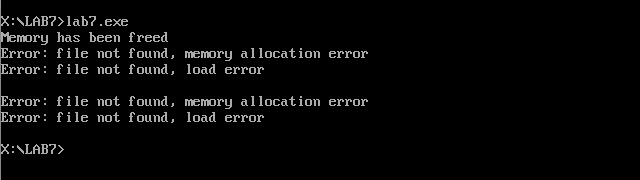 X:\LAB7>lab7.exe
Memory has been freed
Error: file not found, memory allocation error
Error: file not found, load error
Error: file not found, memory allocation error
Error: file not found, load error
X:\LAB7>